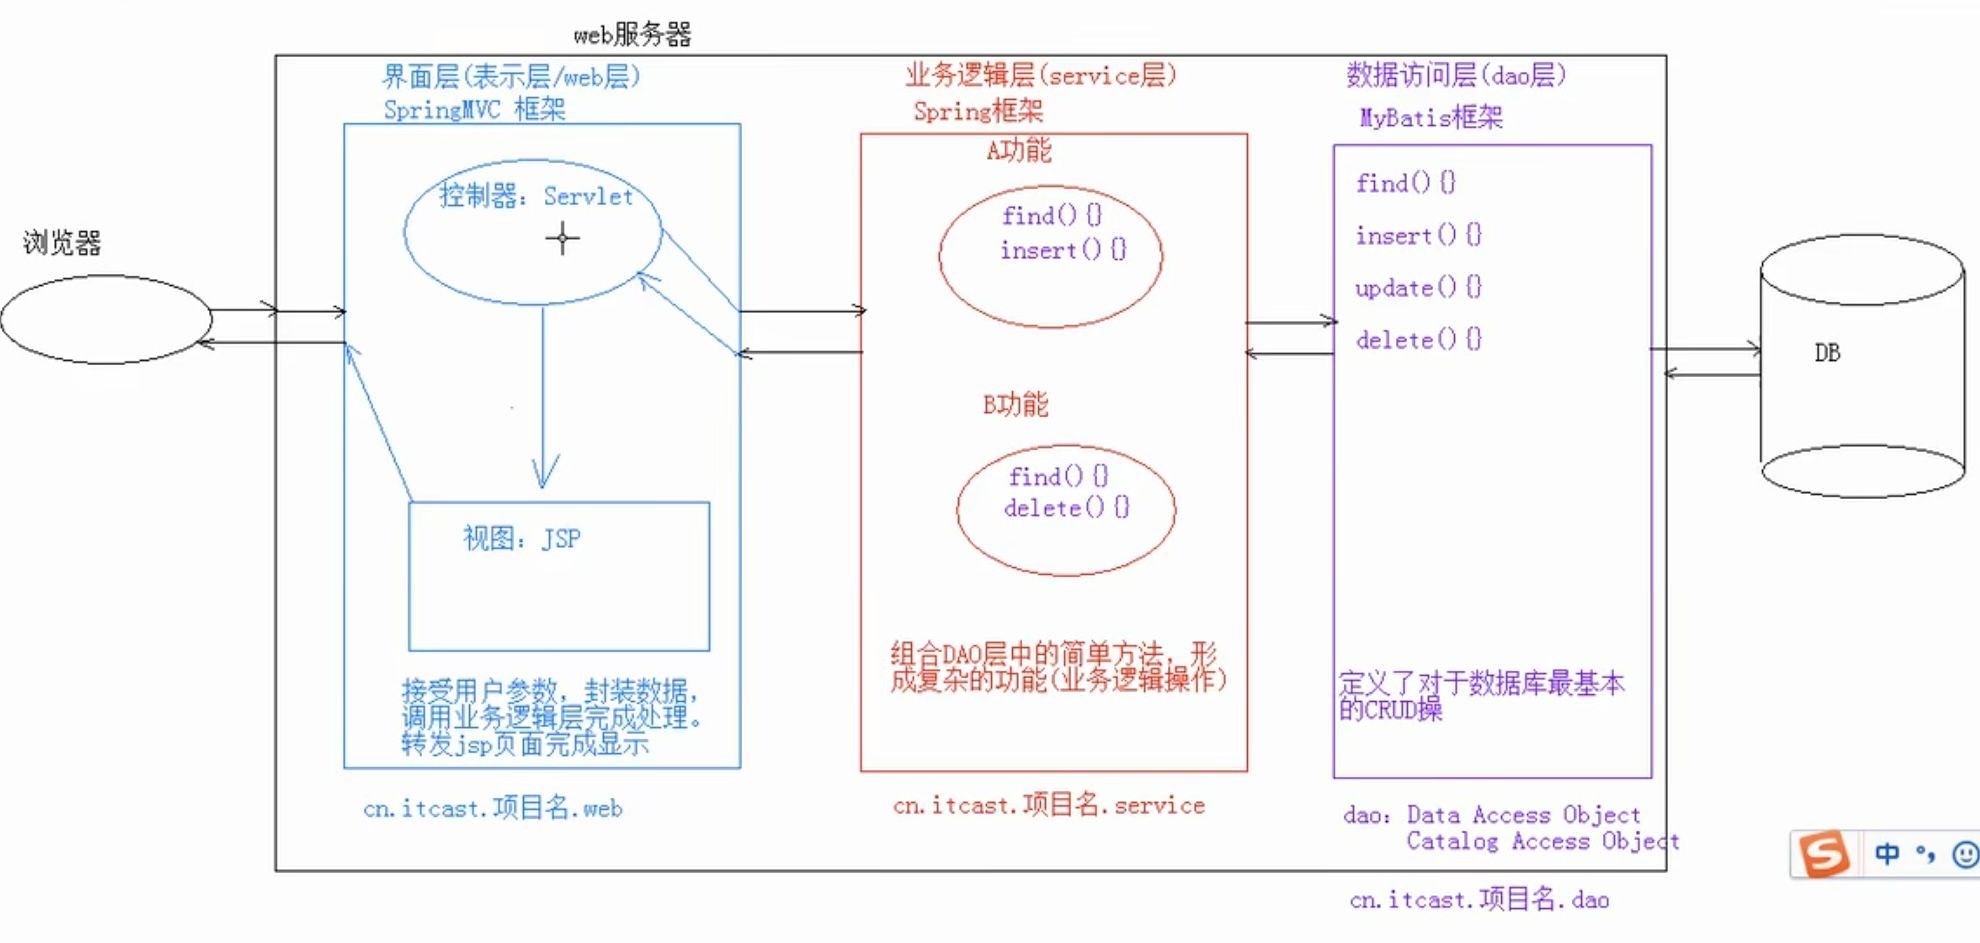 web服务器
界面层(表示层/web层)
SpringMVC 框架
控制器：Servlet
视图：JSP
接受用户参数，封装数据，
调用业务逻辑层完成处理。
转发jsp页面完成显示
cn.itcast.项目名.web
浏览器
业务逻辑层(service层)
Spring框架
A功能
find(){}
insert(){}
B功能
find(){}
delete(){}
组合DAO层中的简单方法，形
成复杂的功能(业务逻辑操作)
cn.itcast.项目名.service
数据访问层(dao层)
MyBatis框架
find(){}
insert(){}
update(){}
delete(){}
定义了对于数据库最基本
的CRUD操
dao：Data Access Object
Catalog Access Object
cn.itcast.项目名.dao
DB
中 °，